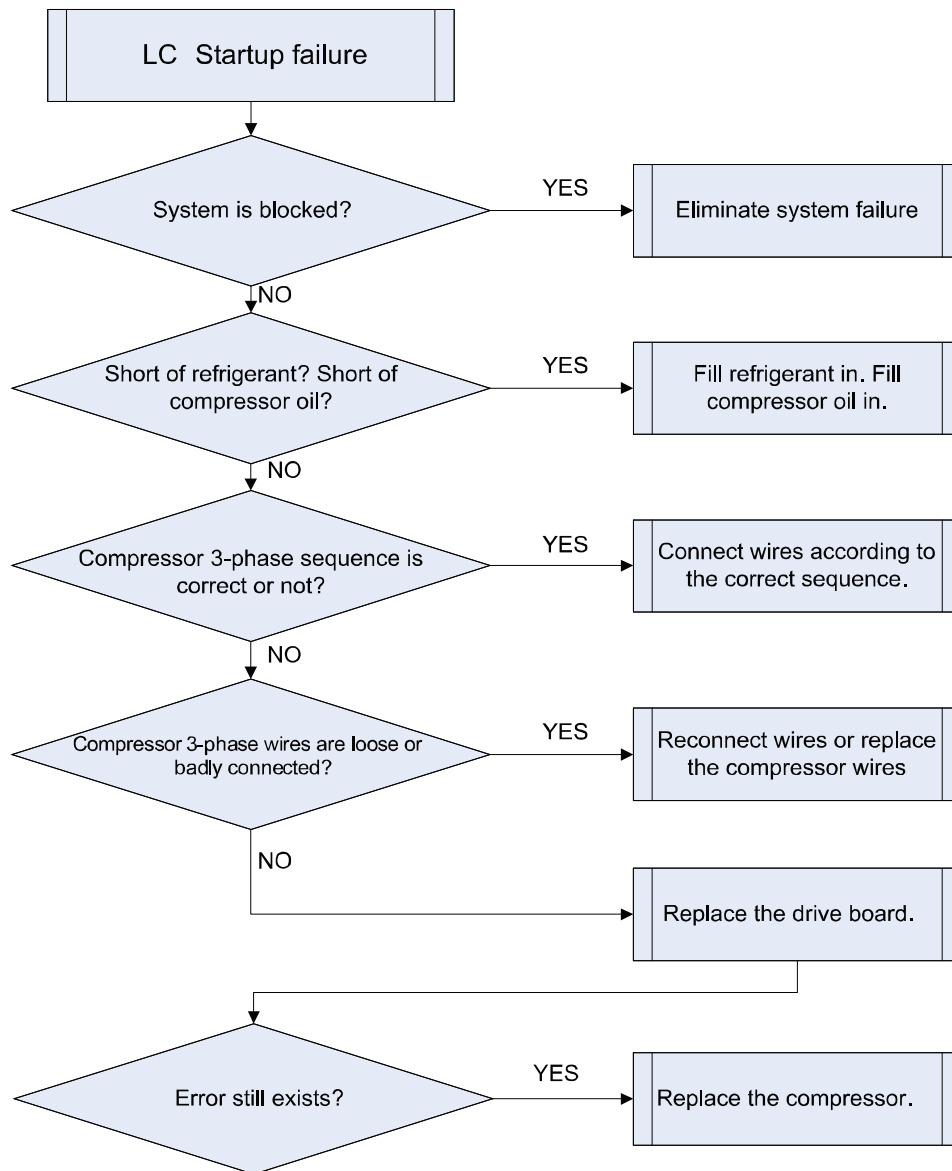 LC Startup failure
System is blocked?
YES
Eliminate system failure
NO
Short of refrigerant? Short of
compressor oil?
YES
Fill refrigerant in. Fill
compressor oil in.
NO
Compressor 3-phase sequence is
correct or not?
YES
Connect wires according to
the correct sequence.
NO
Compressor 3-phase wires are loose or
badly connected?
YES
Reconnect wires or replace
the compressor wires
NO
Replace the drive board.
Error still exists?
YES
Replace the compressor.